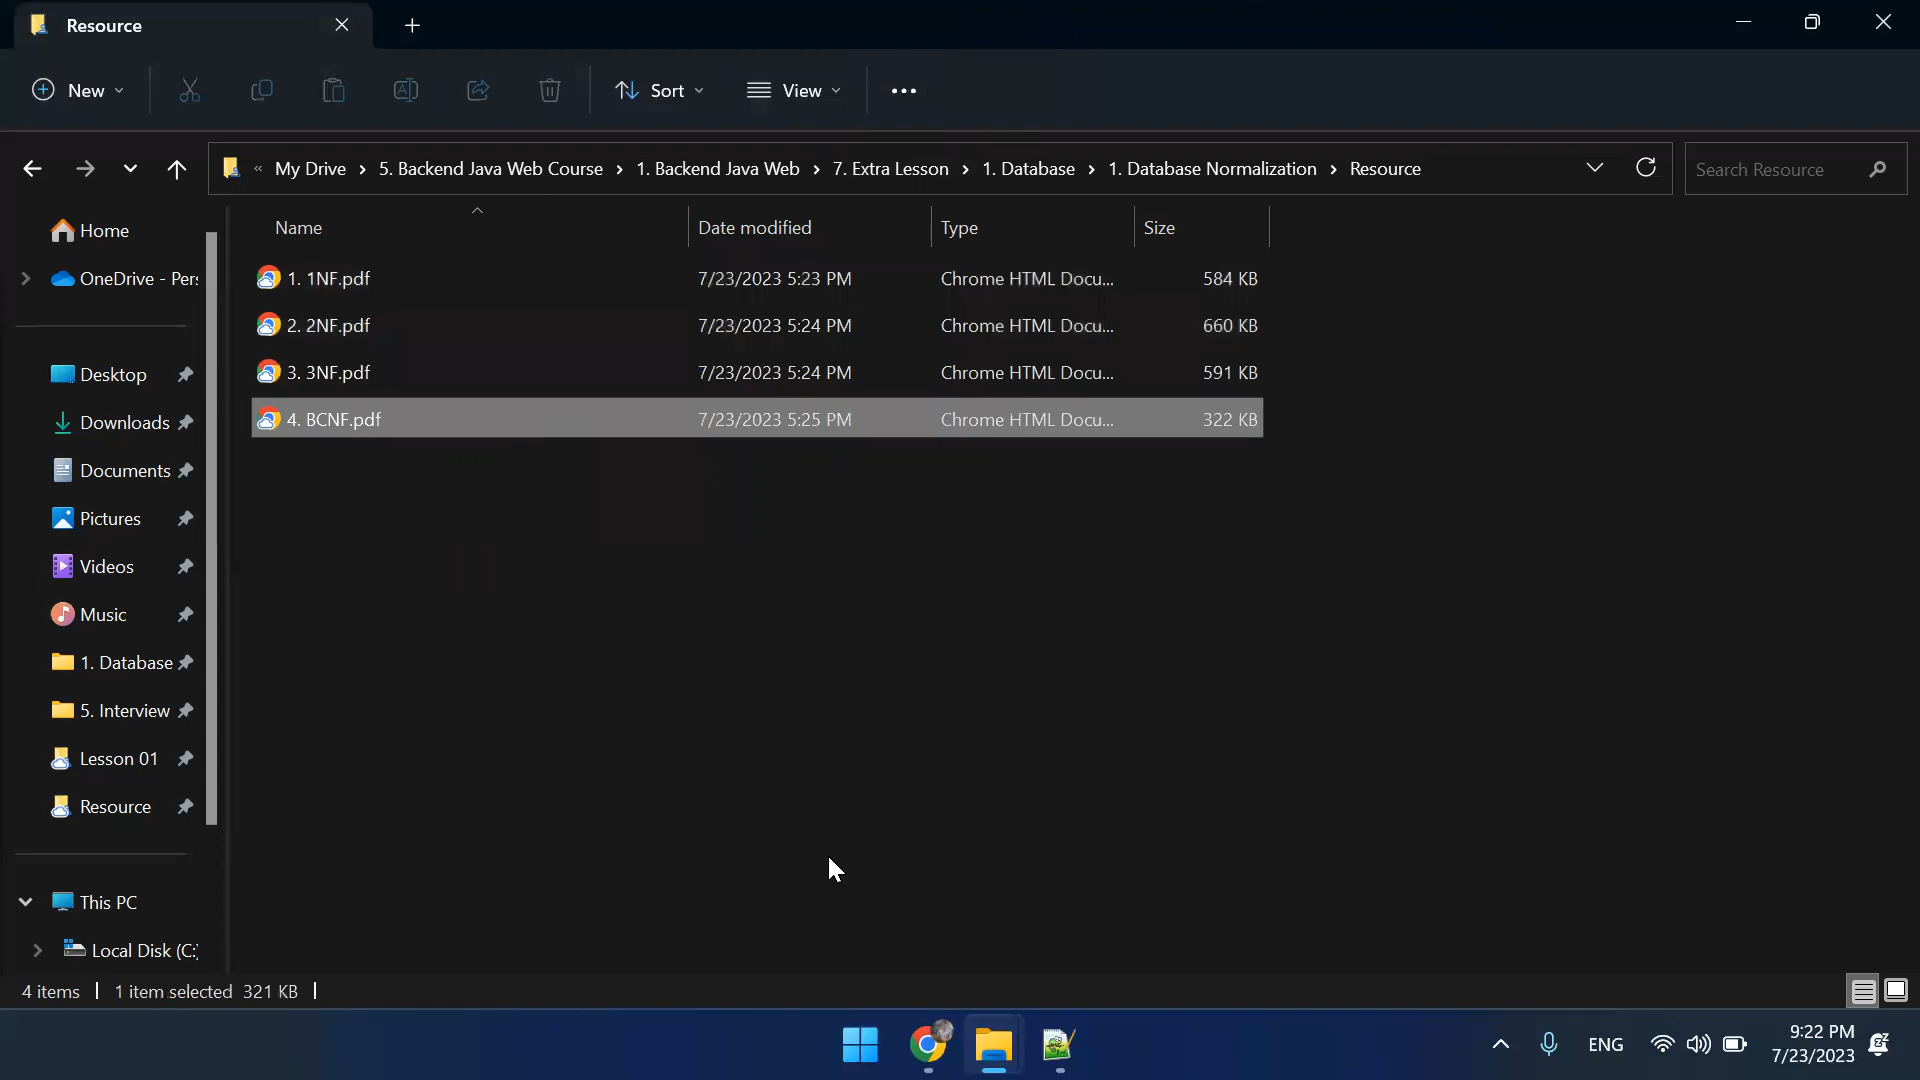 Resource
New
Sort
View
« My Drive › 5. Backend Java Web Course › 1. Backend Java Web › 7. Extra Lesson › 1. Database › 1. Database Normalization › Resource
Search Resource
Name Date modified Type Size
1. 1NF.pdf 7/23/2023 5:23 PM Chrome HTML Docu... 584 KB
2. 2NF.pdf 7/23/2023 5:24 PM Chrome HTML Docu... 660 KB
3. 3NF.pdf 7/23/2023 5:24 PM Chrome HTML Docu... 591 KB
4. BCNF.pdf 7/23/2023 5:25 PM Chrome HTML Docu... 322 KB
Home
OneDrive - Pers
Desktop
Downloads
Documents
Pictures
Videos
Music
1. Database
5. Interview
Lesson 01
Resource
This PC
Local Disk (C:)
4 items 1 item selected 321 KB
ENG
9:22 PM
7/23/2023